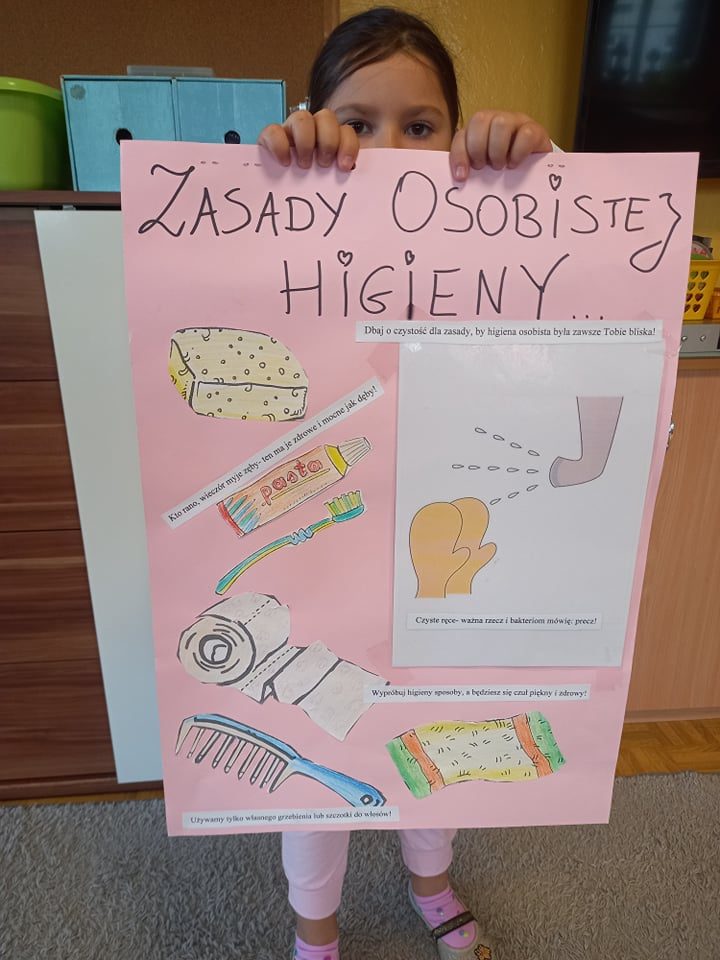 ZASADY OSOBISTEJ
HIGIENY...
Dbaj o czystość dla zasady, by higiena osobista była zawsze Tobie bliska!
Kto rano, wieczór myje zęby- ten ma je zdrowe i mocne jak dęby!
pasta
Czyste ręce- ważna rzecz i bakteriom mówię: precz!
Wypróbuj higieny sposoby, a będziesz się czuł piękny i zdrowy!
Używamy tylko własnego grzebienia lub szczotki do włosów!